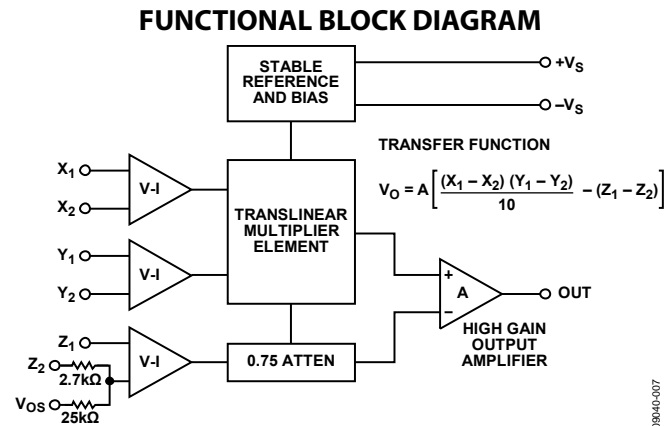 FUNCTIONAL BLOCK DIAGRAM
STABLE
REFERENCE
AND BIAS
+VS
–VS
TRANSFER FUNCTION
VO = A [ (X1 – X2) (Y1 – Y2) / 10 – (Z1 – Z2) ]
X1
X2
V-I
TRANSLINEAR
MULTIPLIER
ELEMENT
Y1
Y2
V-I
+
–
A
OUT
HIGH GAIN
OUTPUT
AMPLIFIER
Z1
Z2
2.7kΩ
V-I
0.75 ATTEN
VOS
25kΩ
09040-007